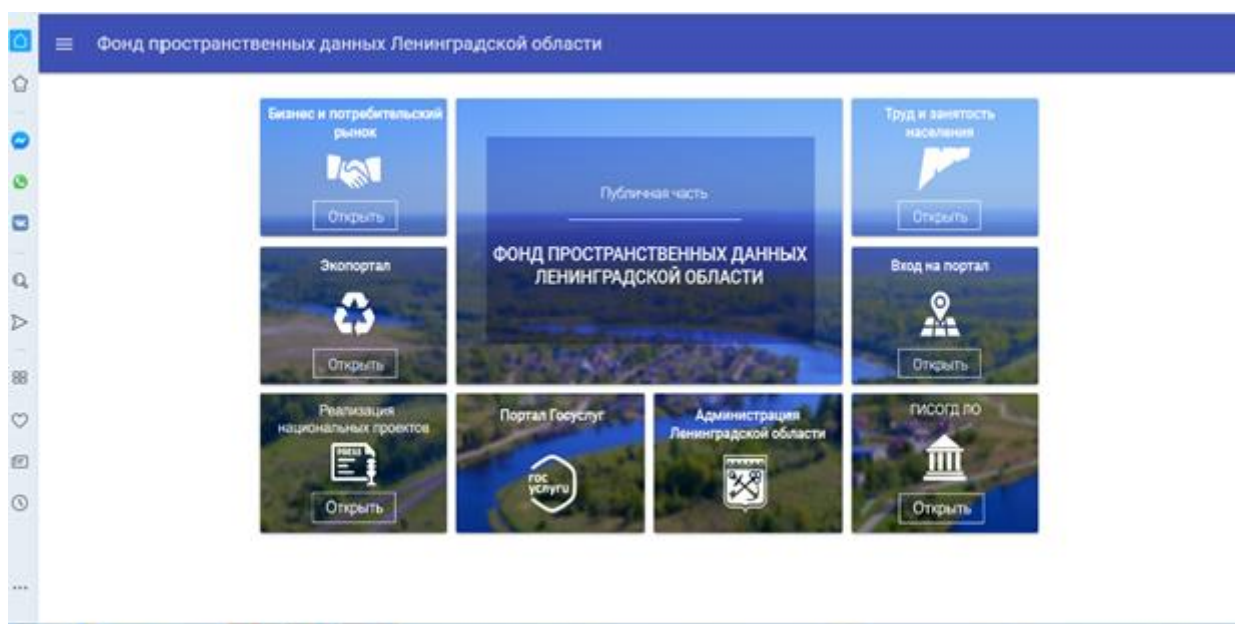 Фонд пространственных данных Ленинградской области
Бизнес и потребительский
рынок
Открыть
Публичная часть
ФОНД ПРОСТРАНСТВЕННЫХ ДАННЫХ
ЛЕНИНГРАДСКОЙ ОБЛАСТИ
Труд и занятость
населения
Открыть
Экопортал
Открыть
Вход на портал
Открыть
Реализация
национальных проектов
PRESS
Открыть
Портал Госуслуг
гос
услуги
Администрация
Ленинградской области
ГИСОГД ЛО
Открыть